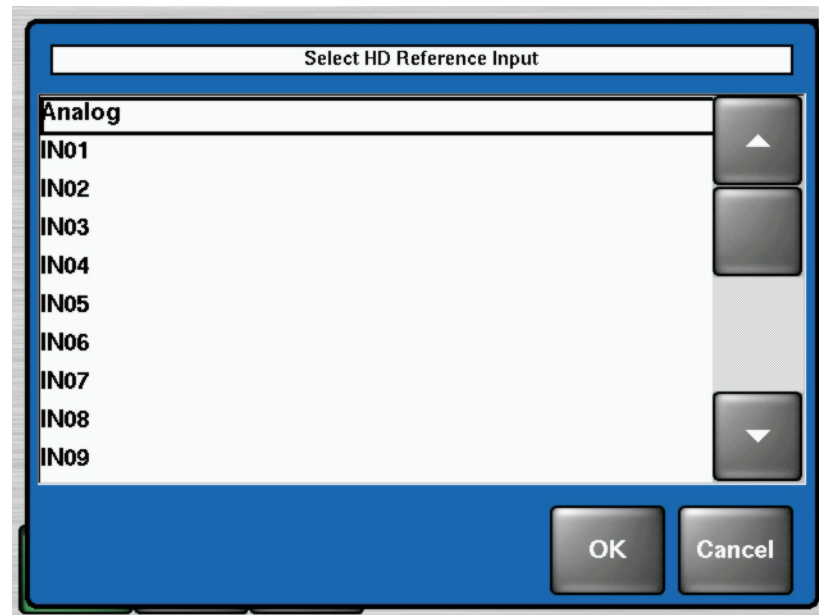 Select HD Reference Input
Analog
IN01
IN02
IN03
IN04
IN05
IN06
IN07
IN08
IN09
OK
Cancel